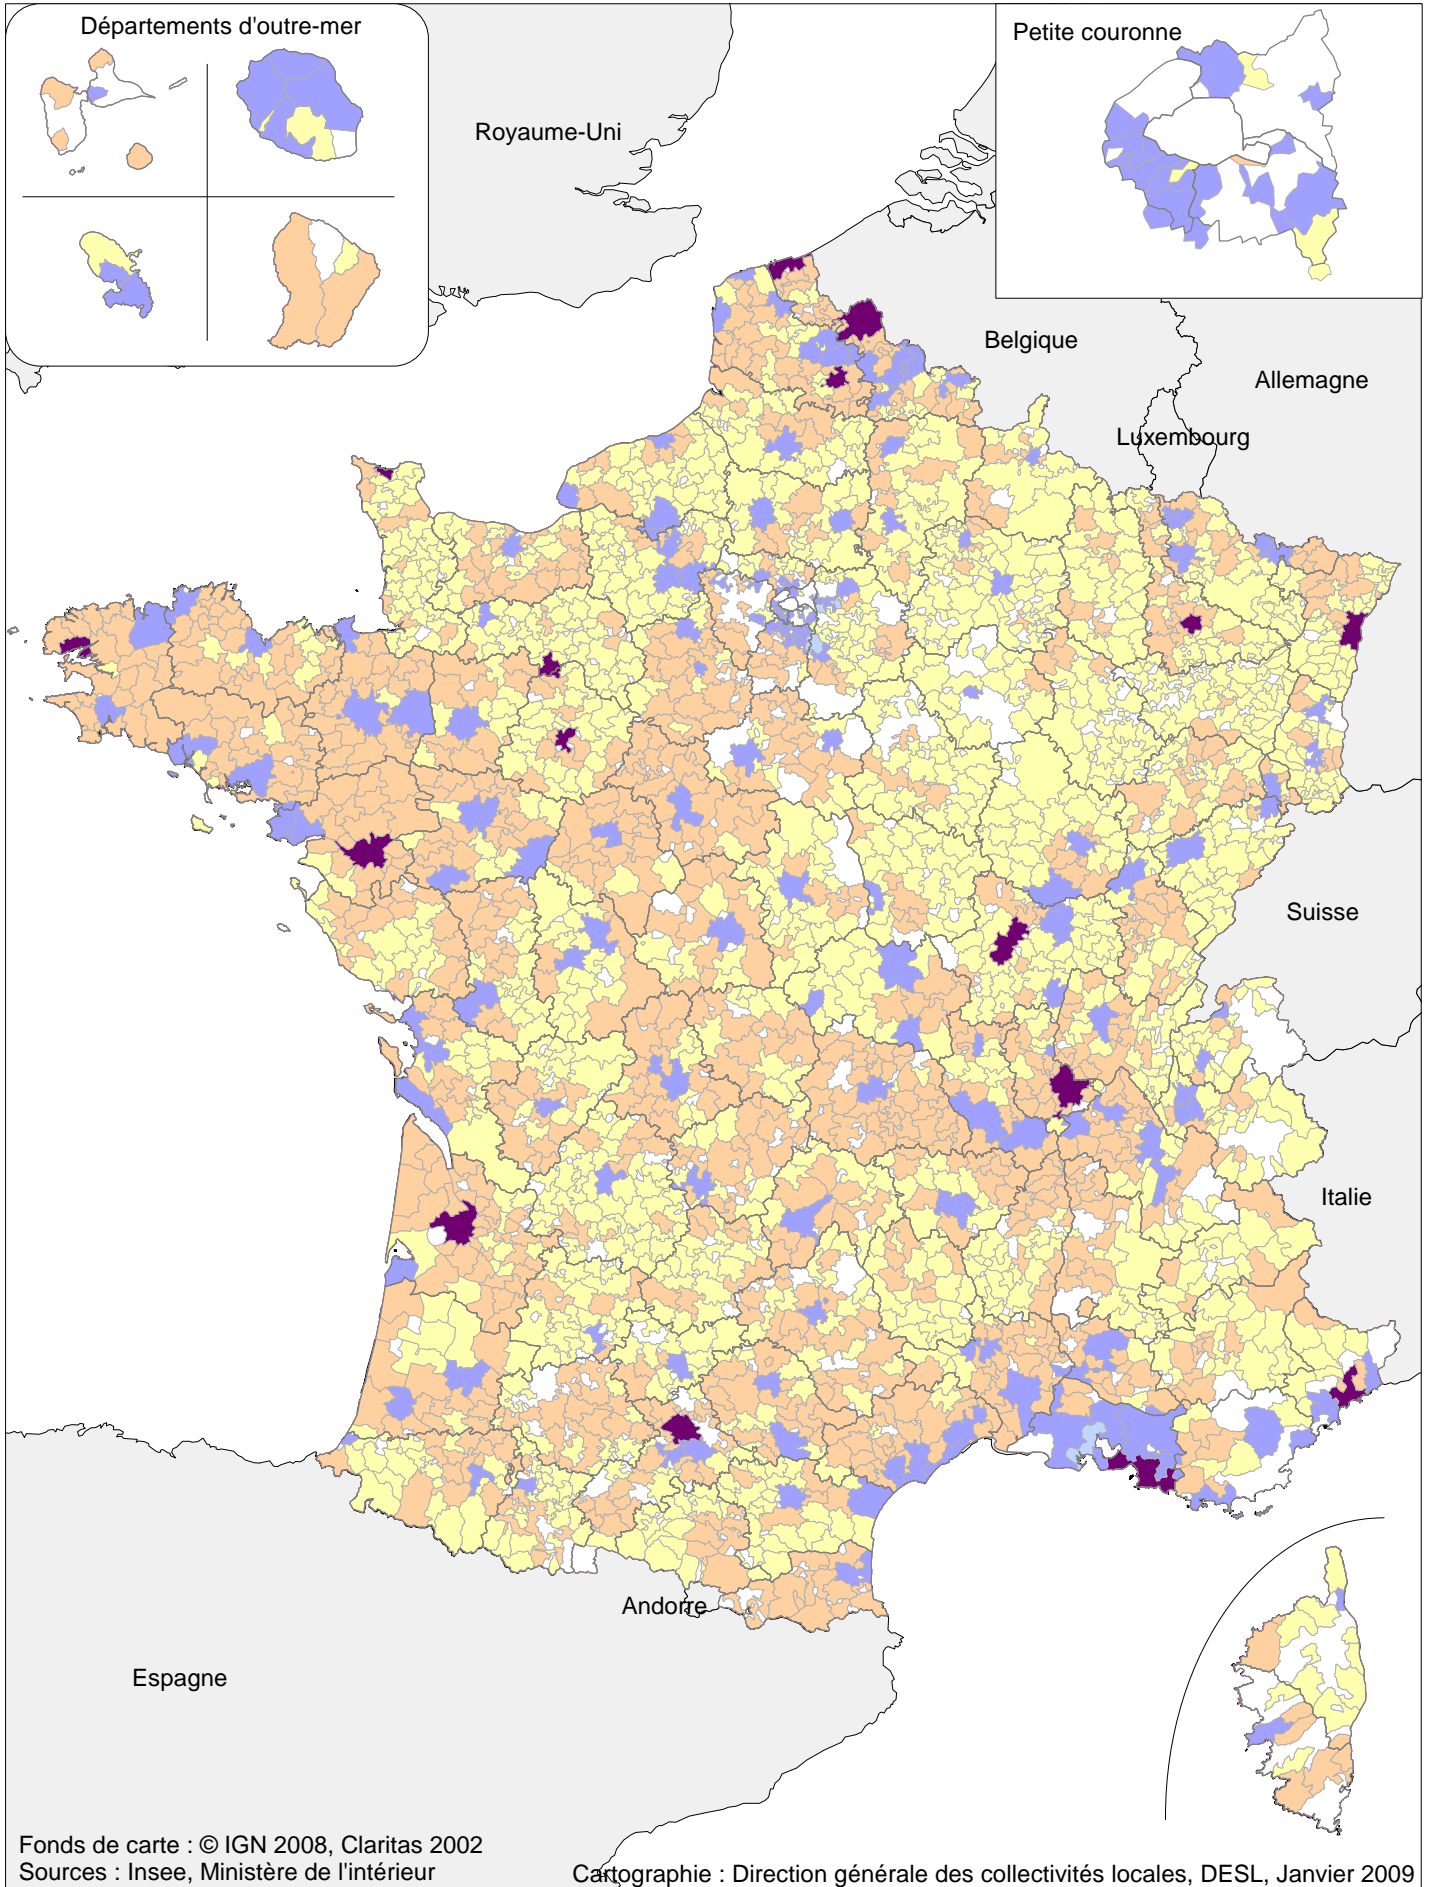 Départements d'outre-mer
Petite couronne
Royaume-Uni
Belgique
Allemagne
Luxembourg
Suisse
Italie
Andorre
Espagne
Fonds de carte : © IGN 2008, Claritas 2002
Sources : Insee, Ministère de l'intérieur
Cartographie : Direction générale des collectivités locales, DESL, Janvier 2009